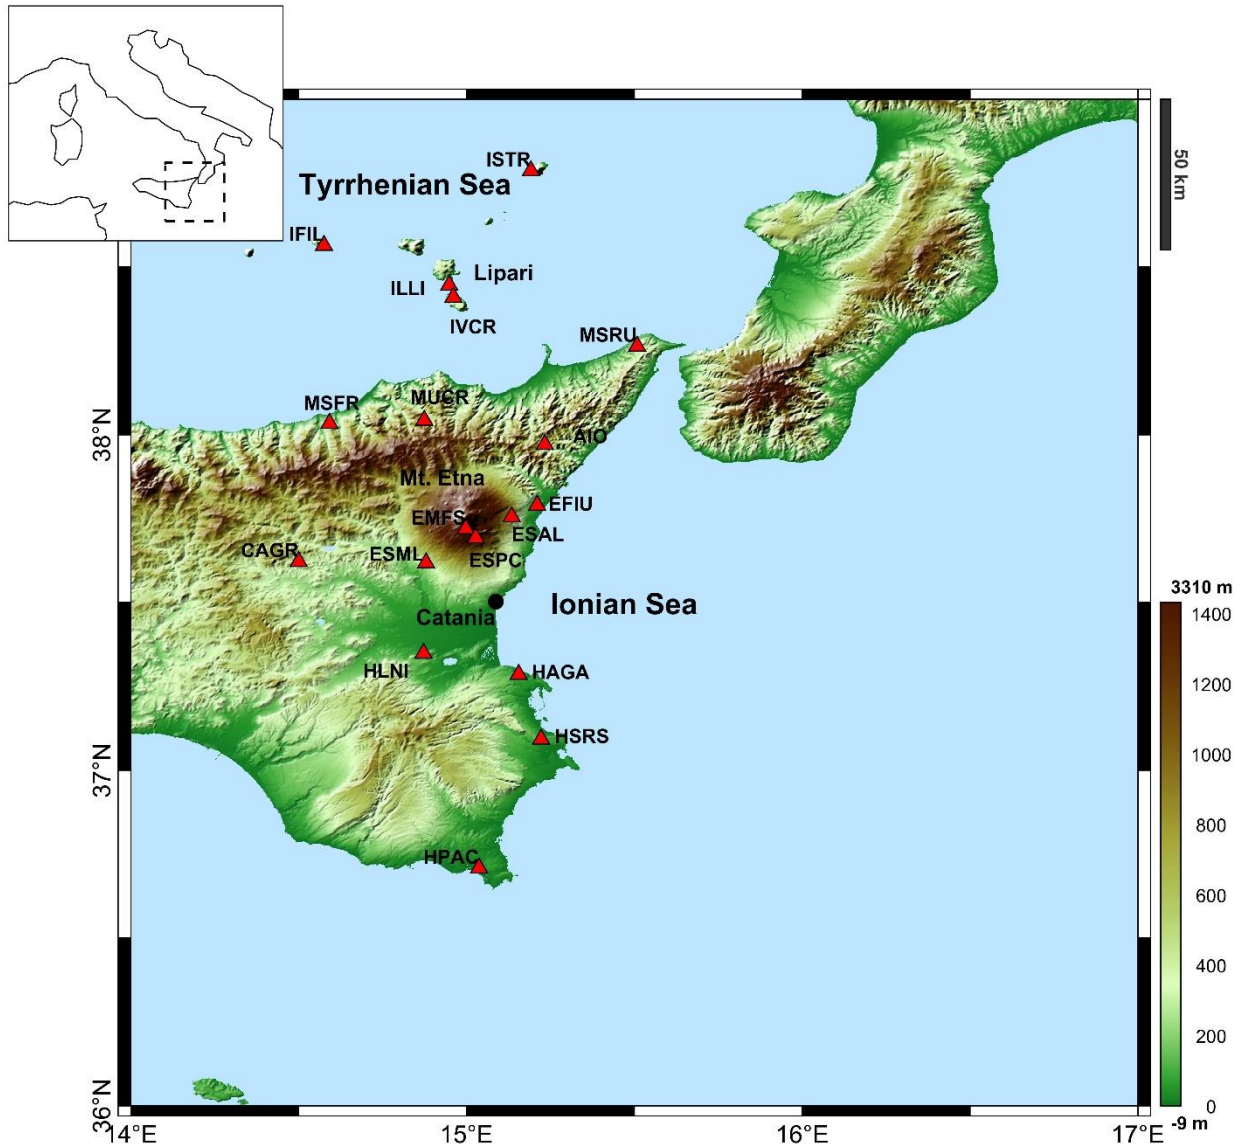 50 km
ISTR
Tyrrhenian Sea
IFIL
Lipari
ILLI
IVCR
MSRU
MUCR
MSFR
38°N
AIO
Mt. Etna
EFIU
EMFS
ESAL
CAGR
ESML
ESPC
3310 m
Ionian Sea
Catania
1400
HLNI
HAGA
1200
HSRS
1000
37°N
800
HPAC
600
400
200
36°N
0
-9 m
14°E
15°E
16°E
17°E